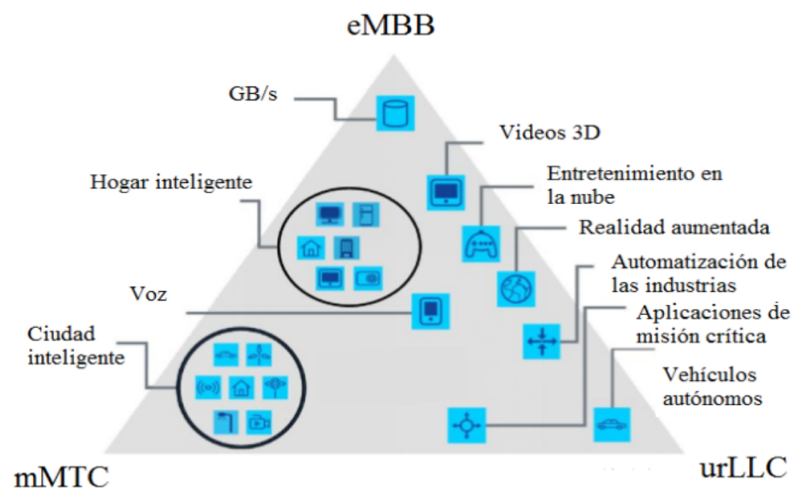 eMBB
GB/s
Videos 3D
Hogar inteligente
Entretenimiento en
la nube
Realidad aumentada
Automatización de
las industrias
Voz
Aplicaciones de
misión crítica
Ciudad
inteligente
Vehículos
autónomos
mMTC
urLLC